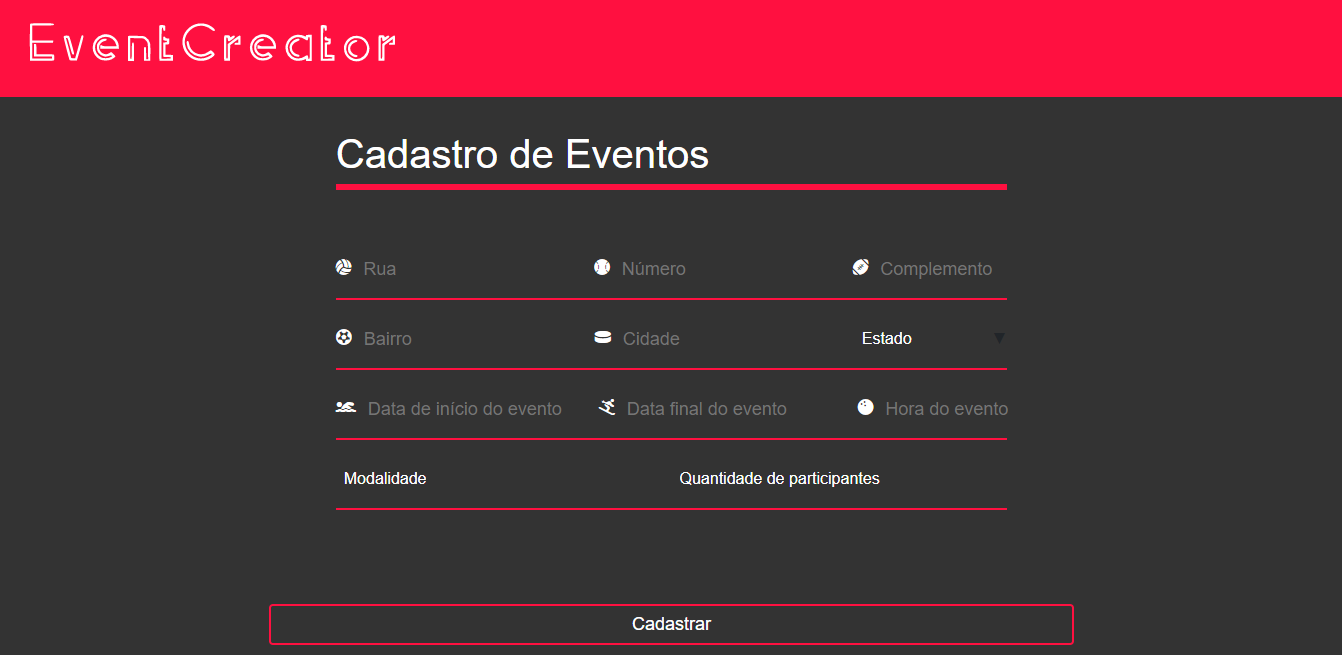 EventCreator
Cadastro de Eventos
Rua Número Complemento
Bairro Cidade Estado
Data de início do evento Data final do evento Hora do evento
Modalidade Quantidade de participantes
Cadastrar